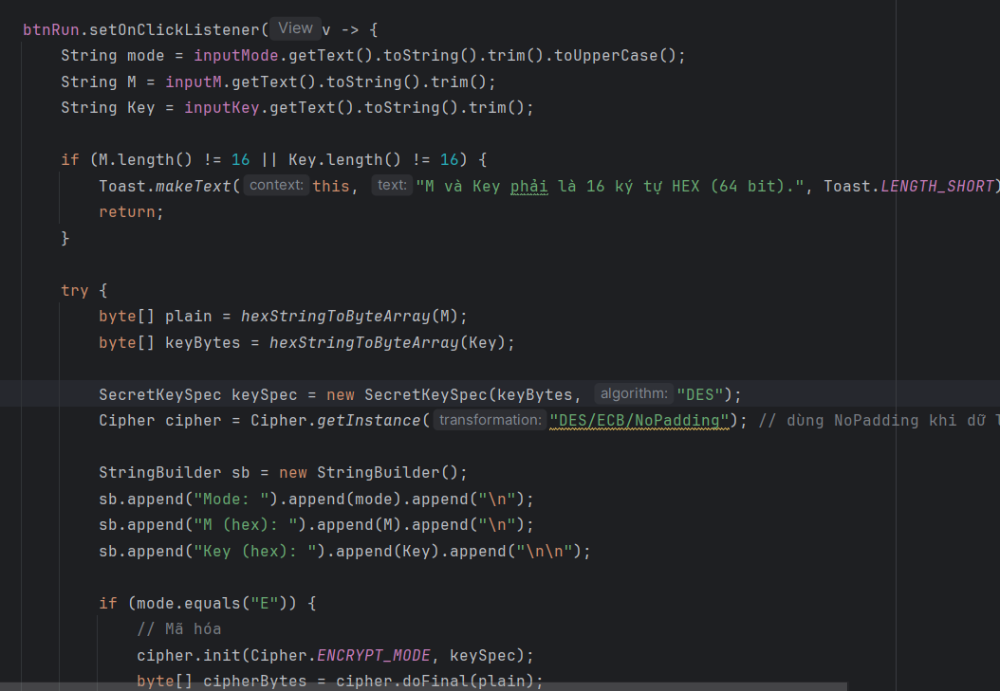 btnRun.setOnClickListener( View v -> {
String mode = inputMode.getText().toString().trim().toUpperCase();
String M = inputM.getText().toString().trim();
String Key = inputKey.getText().toString().trim();
if (M.length() != 16 || Key.length() != 16) {
Toast.makeText( context: this, text: "M và Key phải là 16 ký tự HEX (64 bit).", Toast.LENGTH_SHORT)
return;
}
try {
byte[] plain = hexStringToByteArray(M);
byte[] keyBytes = hexStringToByteArray(Key);
SecretKeySpec keySpec = new SecretKeySpec(keyBytes, algorithm: "DES");
Cipher cipher = Cipher.getInstance( transformation: "DES/ECB/NoPadding"); // dùng NoPadding khi dữ
StringBuilder sb = new StringBuilder();
sb.append("Mode: ").append(mode).append("\n");
sb.append("M (hex): ").append(M).append("\n");
sb.append("Key (hex): ").append(Key).append("\n\n");
if (mode.equals("E")) {
// Mã hóa
cipher.init(Cipher.ENCRYPT_MODE, keySpec);
byte[] cipherBytes = cipher.doFinal(plain);